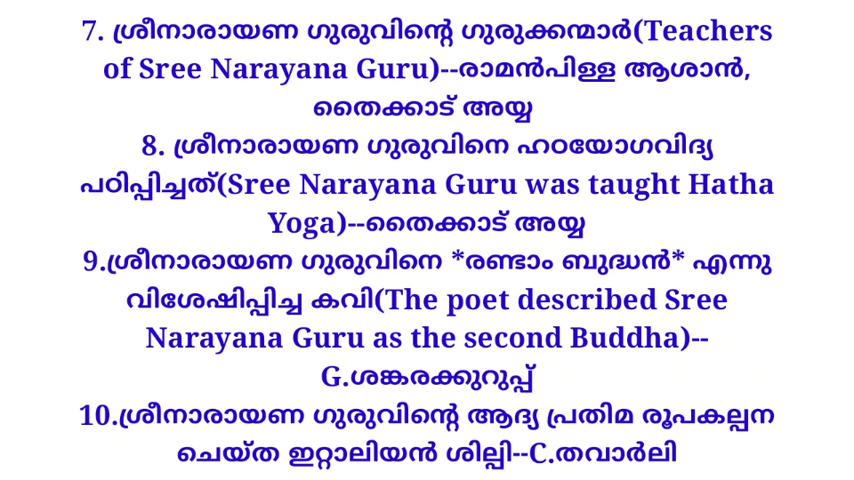 7. ശ്രീനാരായണ ഗുരുവിന്റെ ഗുരുക്കന്മാർ(Teachers
of Sree Narayana Guru)--രാമൻപിള്ള ആശാൻ,
തൈക്കാട് അയ്യ
8. ശ്രീനാരായണ ഗുരുവിനെ ഹഠയോഗവിദ്യ
പഠിപ്പിച്ചത്(Sree Narayana Guru was taught Hatha
Yoga)--തൈക്കാട് അയ്യ
9.ശ്രീനാരായണ ഗുരുവിനെ *രണ്ടാം ബുദ്ധൻ* എന്നു
വിശേഷിപ്പിച്ച കവി(The poet described Sree
Narayana Guru as the second Buddha)--
G.ശങ്കരക്കുറുപ്പ്
10.ശ്രീനാരായണ ഗുരുവിന്റെ ആദ്യ പ്രതിമ രൂപകല്പന
ചെയ്ത ഇറ്റാലിയൻ ശില്പി--C.തവാർലി